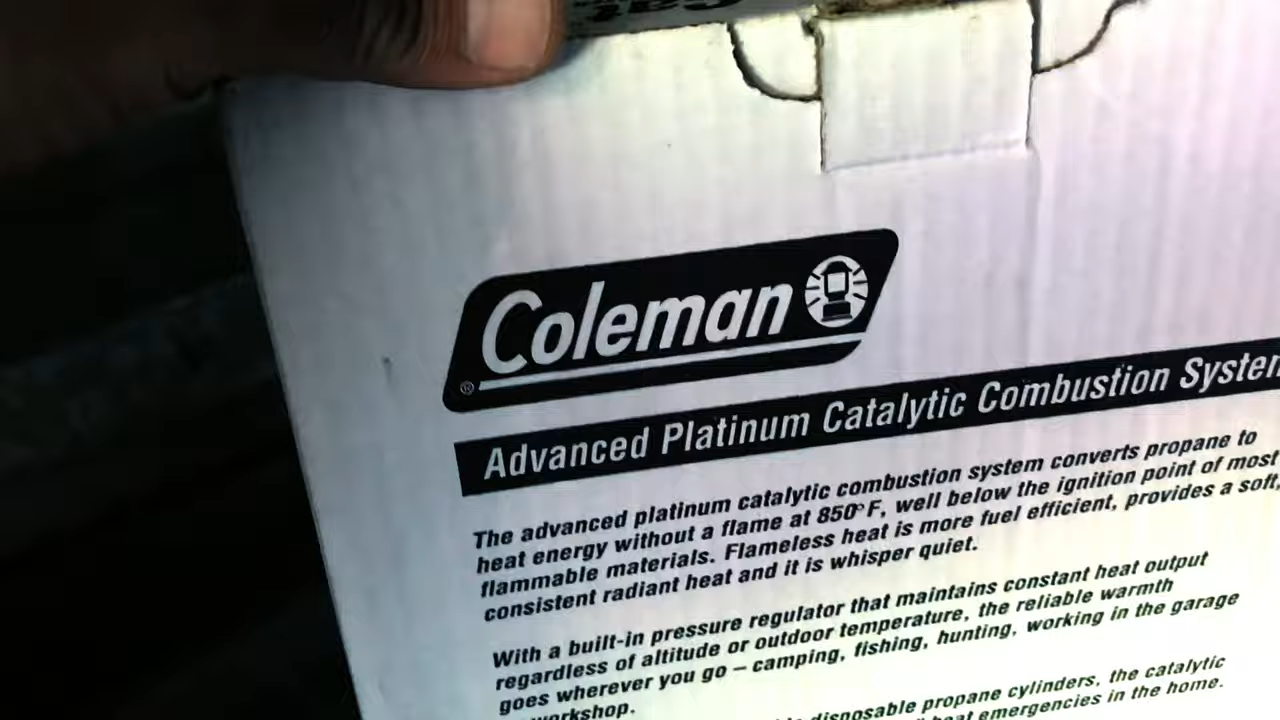 Coleman
®
Advanced Platinum Catalytic Combustion System
The advanced platinum catalytic combustion system converts propane to
heat energy without a flame at 850°F, well below the ignition point of most
flammable materials. Flameless heat is more fuel efficient, provides a soft,
consistent radiant heat and it is whisper quiet.
With a built-in pressure regulator that maintains constant heat output
regardless of altitude or outdoor temperature, the reliable warmth
goes wherever you go – camping, fishing, hunting, working in the garage
workshop.
disposable propane cylinders, the catalytic
heat emergencies in the home.